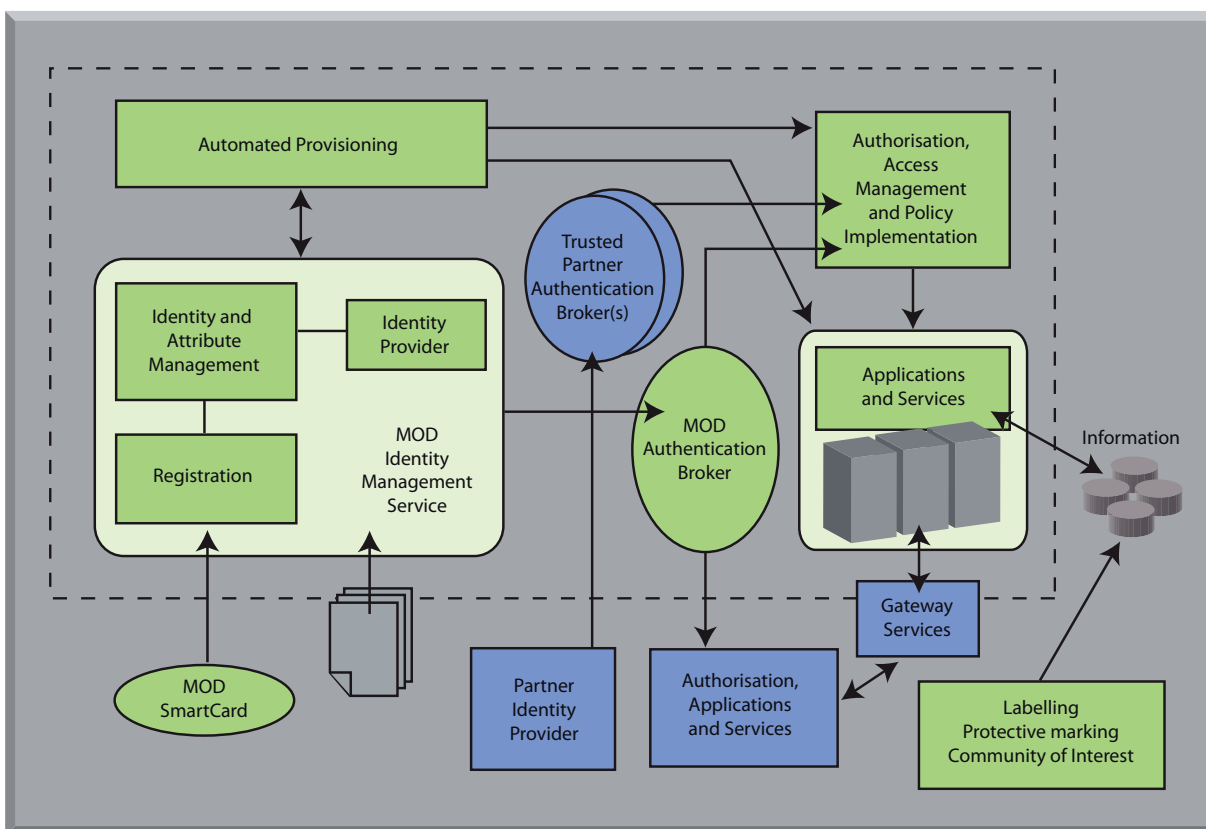 Automated Provisioning
Authorisation,
Access
Management
and Policy
Implementation
Trusted
Partner
Authentication
Broker(s)
Identity and
Attribute
Management
Identity
Provider
Registration
MOD
Identity
Management
Service
MOD
Authentication
Broker
Applications
and Services
Information
Gateway
Services
MOD
SmartCard
Partner
Identity
Provider
Authorisation,
Applications
and Services
Labelling
Protective marking
Community of Interest